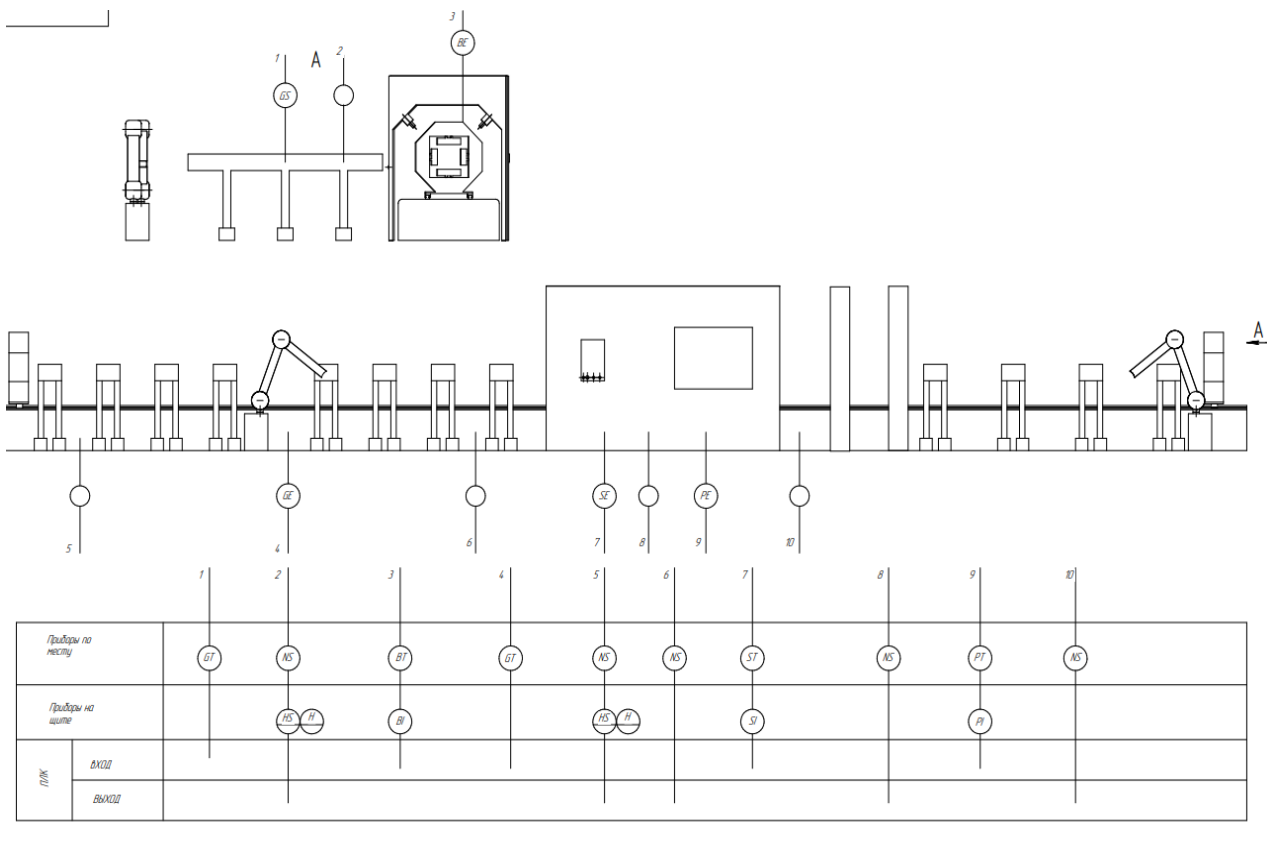 3
BE
1
А
2
GS
А
GE
SE
PE
5
4
6
7
8
9
10
1
2
3
4
5
6
7
8
9
10
Приборы по
месту
GT
NS
BT
GT
NS
NS
ST
NS
PT
NS
Приборы на
щите
HS
H
BI
HS
H
SI
PI
ПЛК
ВХОД
ВЫХОД